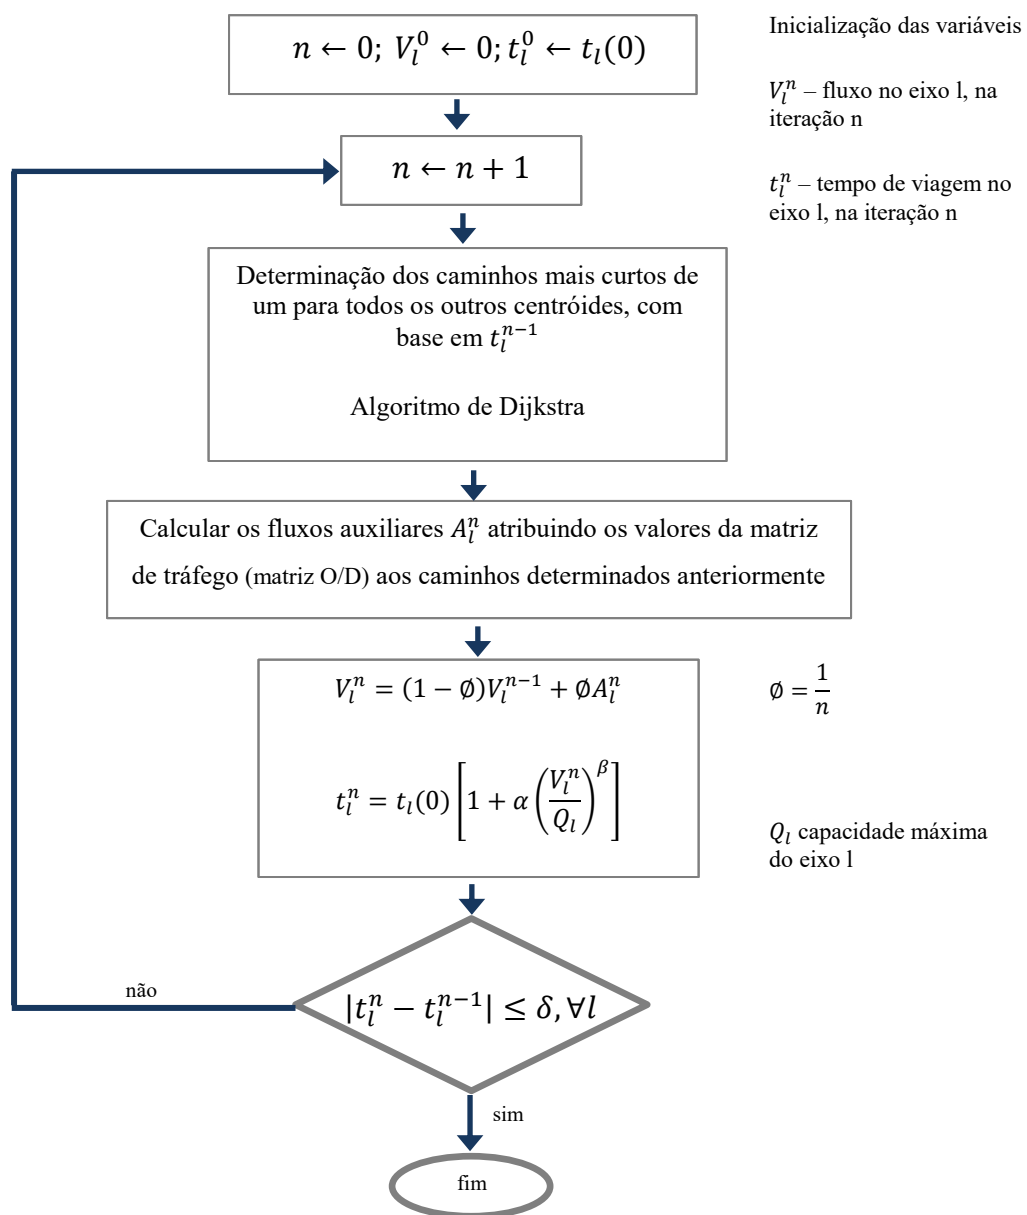 n ← 0; V_l^0 ← 0; t_l^0 ← t_l(0)
Inicialização das variáveis
V_l^n – fluxo no eixo l, na
iteração n
n ← n + 1
t_l^n – tempo de viagem no
eixo l, na iteração n
Determinação dos caminhos mais curtos de
um para todos os outros centróides, com
base em t_l^{n−1}
Algoritmo de Dijkstra
Calcular os fluxos auxiliares A_l^n atribuindo os valores da matriz
de tráfego (matriz O/D) aos caminhos determinados anteriormente
V_l^n = (1 − ∅)V_l^{n−1} + ∅A_l^n
∅ = 1/n
t_l^n = t_l(0) [1 + α (V_l^n / Q_l)^β]
Q_l capacidade máxima
do eixo l
não
|t_l^n − t_l^{n−1}| ≤ δ, ∀l
sim
fim